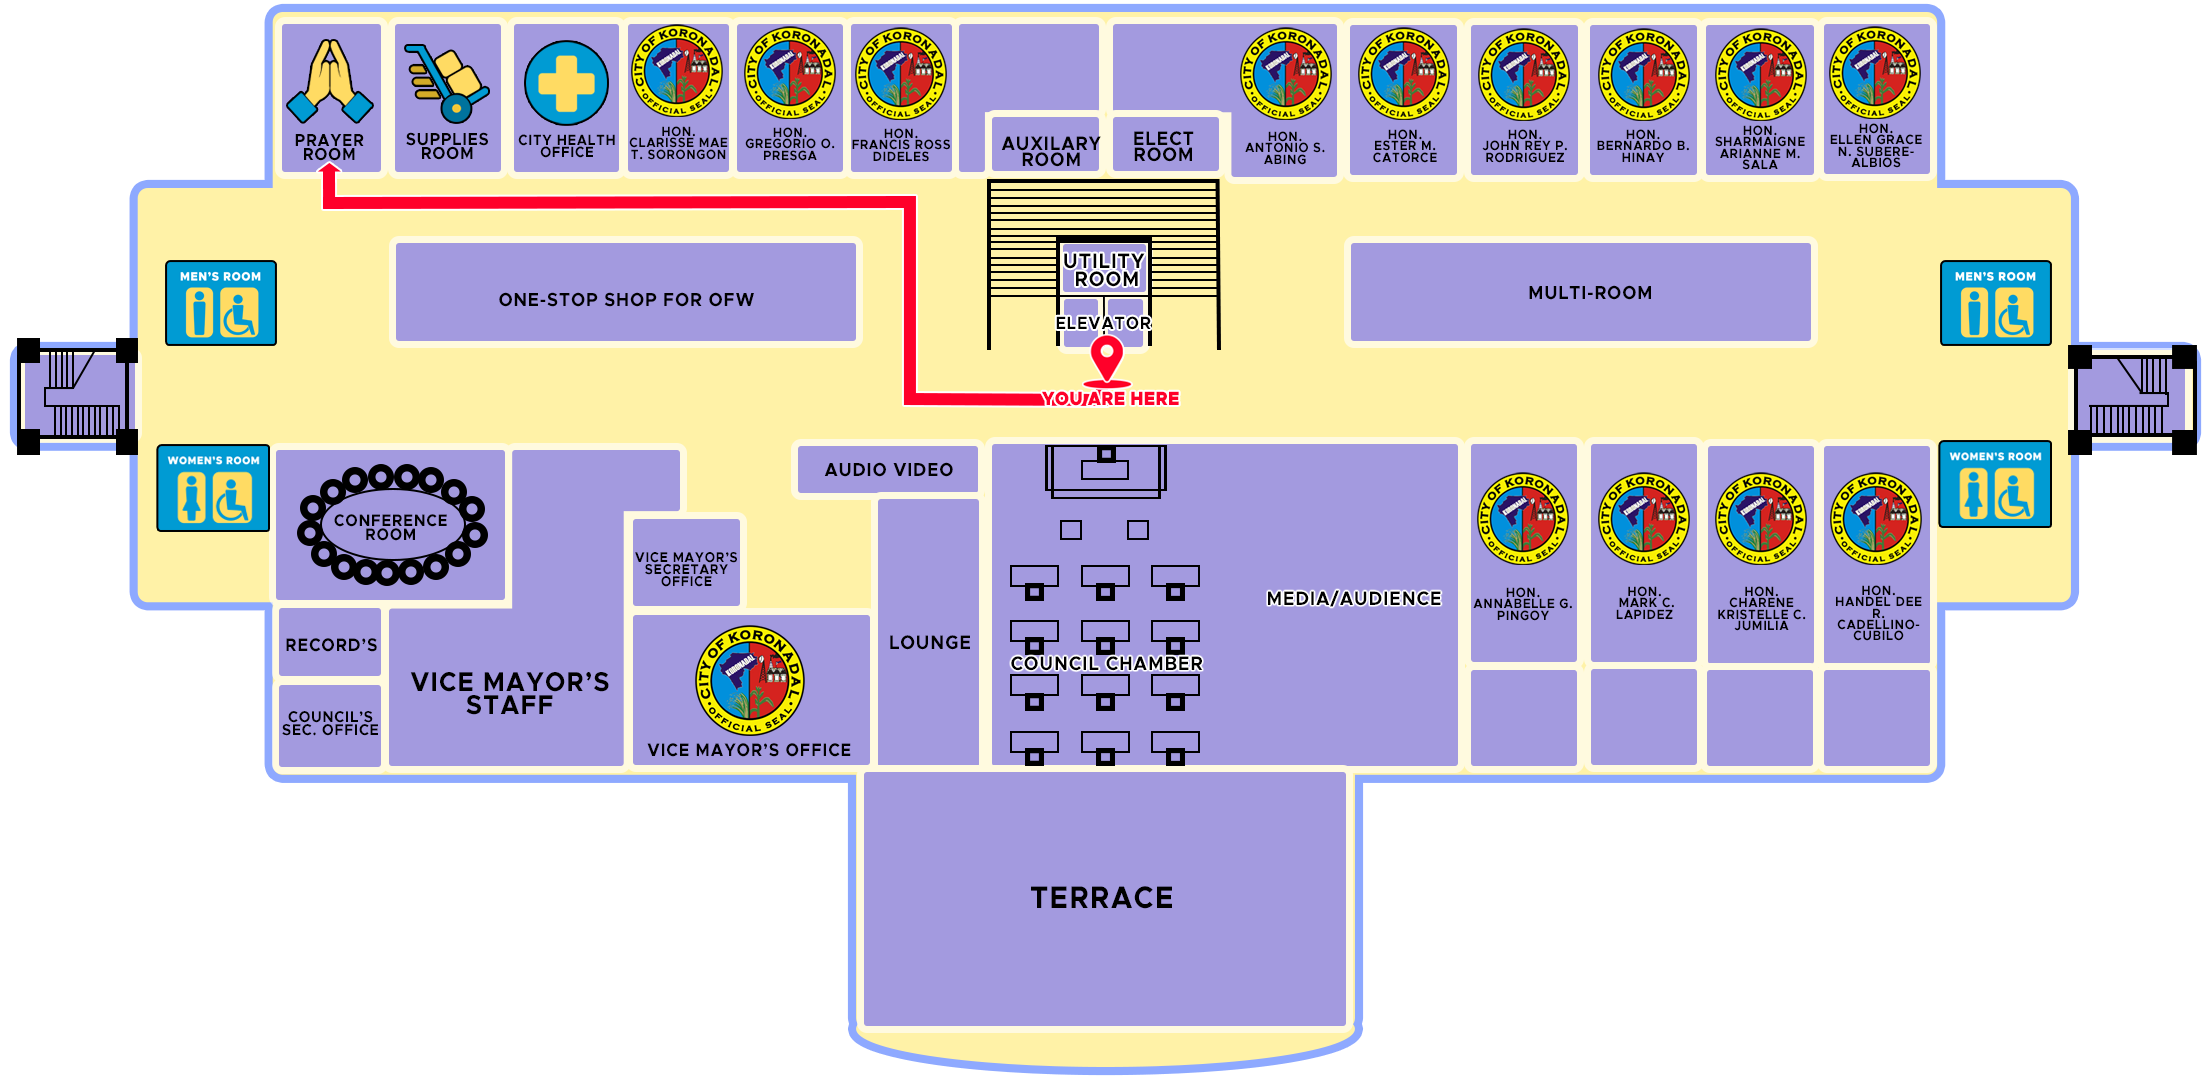 PRAYER
ROOM
SUPPLIES
ROOM
CITY HEALTH
OFFICE
CITY OF KORONADAL
OFFICIAL SEAL
HON.
CLARISSE MAE
T. SORONGON
CITY OF KORONADAL
OFFICIAL SEAL
HON.
GREGORIO O.
PRESGA
CITY OF KORONADAL
OFFICIAL SEAL
HON.
FRANCIS ROSS
DIDELES
AUXILARY
ROOM
ELECT
ROOM
CITY OF KORONADAL
OFFICIAL SEAL
HON.
ANTONIO S.
ABING
CITY OF KORONADAL
OFFICIAL SEAL
HON.
ESTER M.
CATORCE
CITY OF KORONADAL
OFFICIAL SEAL
HON.
JOHN REY P.
RODRIGUEZ
CITY OF KORONADAL
OFFICIAL SEAL
HON.
BERNARDO B.
HINAY
CITY OF KORONADAL
OFFICIAL SEAL
HON.
SHARMAIGNE
ARIANNE M.
SALA
CITY OF KORONADAL
OFFICIAL SEAL
HON.
ELLEN GRACE
N. SUBERE-
ALBIOS
MEN'S ROOM
ONE-STOP SHOP FOR OFW
UTILITY
ROOM
ELEVATOR
YOU ARE HERE
MULTI-ROOM
MEN'S ROOM
WOMEN'S ROOM
CONFERENCE
ROOM
RECORD'S
COUNCIL'S
SEC. OFFICE
VICE MAYOR'S
STAFF
VICE MAYOR'S
SECRETARY
OFFICE
CITY OF KORONADAL
KORONADAL
OFFICIAL SEAL
VICE MAYOR'S OFFICE
AUDIO VIDEO
LOUNGE
COUNCIL CHAMBER
MEDIA/AUDIENCE
CITY OF KORONADAL
OFFICIAL SEAL
HON.
ANNABELLE G.
PINGOY
CITY OF KORONADAL
OFFICIAL SEAL
HON.
MARK C.
LAPIDEZ
CITY OF KORONADAL
OFFICIAL SEAL
HON.
CHARENE
KRISTELLE C.
JUMILIA
CITY OF KORONADAL
OFFICIAL SEAL
HON.
HANDEL DEE
R.
CADELLINO-
CUBILO
WOMEN'S ROOM
TERRACE